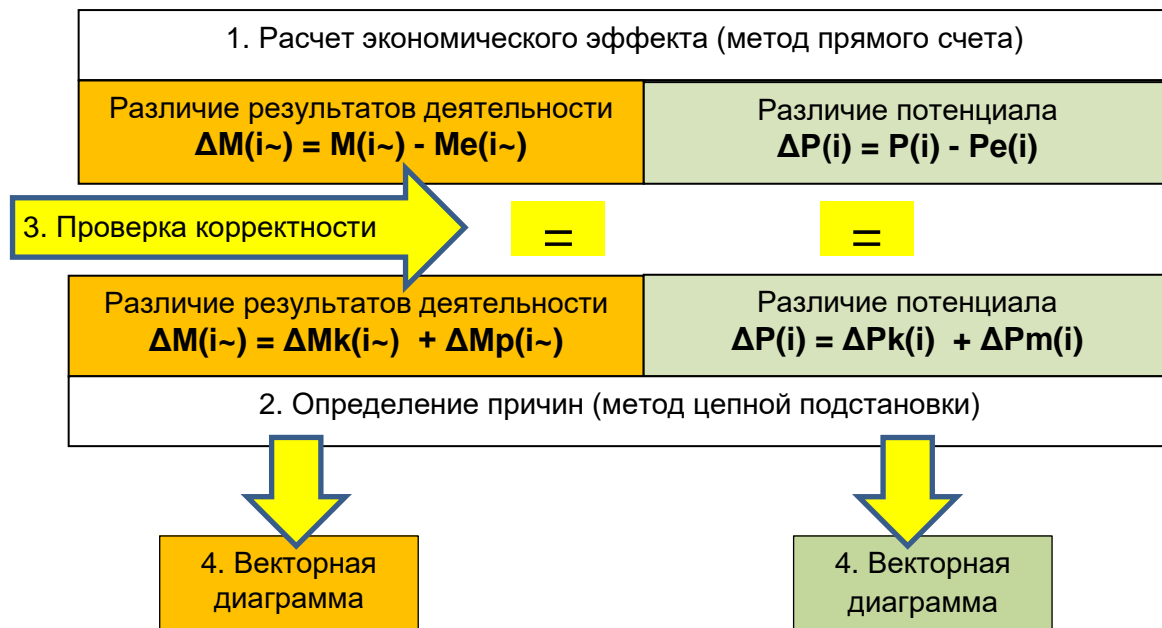 1. Расчет экономического эффекта (метод прямого счета)
Различие результатов деятельности
ΔM(i~) = M(i~) - Me(i~)
Различие потенциала
ΔP(i) = P(i) - Pe(i)
3. Проверка корректности
=
=
Различие результатов деятельности
ΔM(i~) = ΔMk(i~) + ΔMp(i~)
Различие потенциала
ΔP(i) = ΔPk(i) + ΔPm(i)
2. Определение причин (метод цепной подстановки)
4. Векторная
диаграмма
4. Векторная
диаграмма